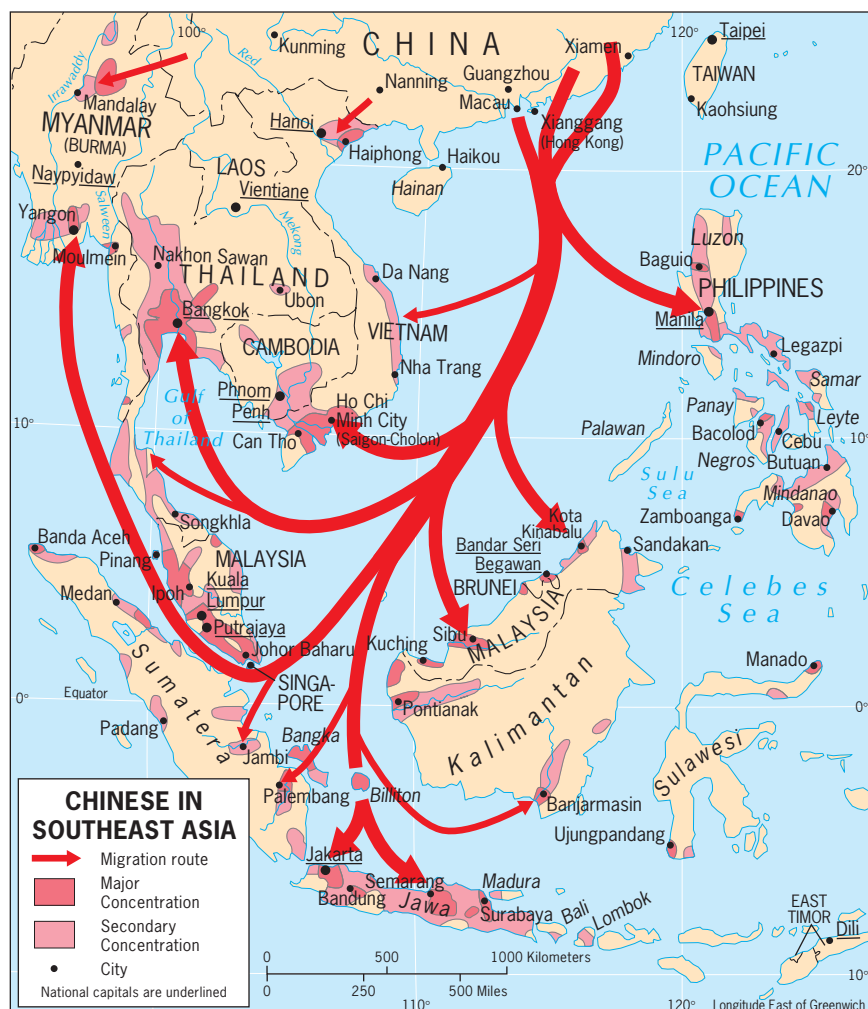 100°
120°
Taipei
Kunming
CHINA
Xiamen
Irrawaddy
Red
Nanning
Guangzhou
TAIWAN
Mandalay
Macau
Kaohsiung
MYANMAR
(BURMA)
Hanoi
Xianggang
(Hong Kong)
Haiphong
Haikou
PACIFIC
OCEAN
LAOS
20°
Naypyidaw
Vientiane
Hainan
Salween
Mekong
Yangon
Luzon
Moulmein
Nakhon Sawan
Da Nang
Baguio
THAILAND
Ubon
PHILIPPINES
Bangkok
VIETNAM
Manila
CAMBODIA
Legazpi
Mindoro
Nha Trang
Samar
Phnom
Penh
Gulf
of
Thailand
Ho Chi
Minh City
(Saigon-Cholon)
Panay
Leyte
10°
Can Tho
Palawan
Bacolod
Cebu
10°
Negros
Butuan
Sulu
Sea
Mindanao
Songkhla
Kota
Kinabalu
Zamboanga
Davao
Banda Aceh
Pinang
MALAYSIA
Bandar Seri
Begawan
Sandakan
Kuala
Lumpur
BRUNEI
Celebes
Sea
Medan
Ipoh
Putrajaya
Sibu
MALAYSIA
Johor Baharu
Kuching
Sumatera
SINGA-
PORE
Manado
0°
Equator
Pontianak
Kalimantan
0°
Padang
Bangka
Jambi
Sulawesi
Palembang
Billiton
Banjarmasin
Ujungpandang
CHINESE IN
SOUTHEAST ASIA
Migration route
Major
Concentration
Secondary
Concentration
City
National capitals are underlined
Jakarta
Semarang
Madura
Bandung
Jawa
Surabaya
Bali
Lombok
EAST
TIMOR
Dili
0
500
1000 Kilometers
0
250
500 Miles
10°
110°
120°
Longitude East of Greenwich